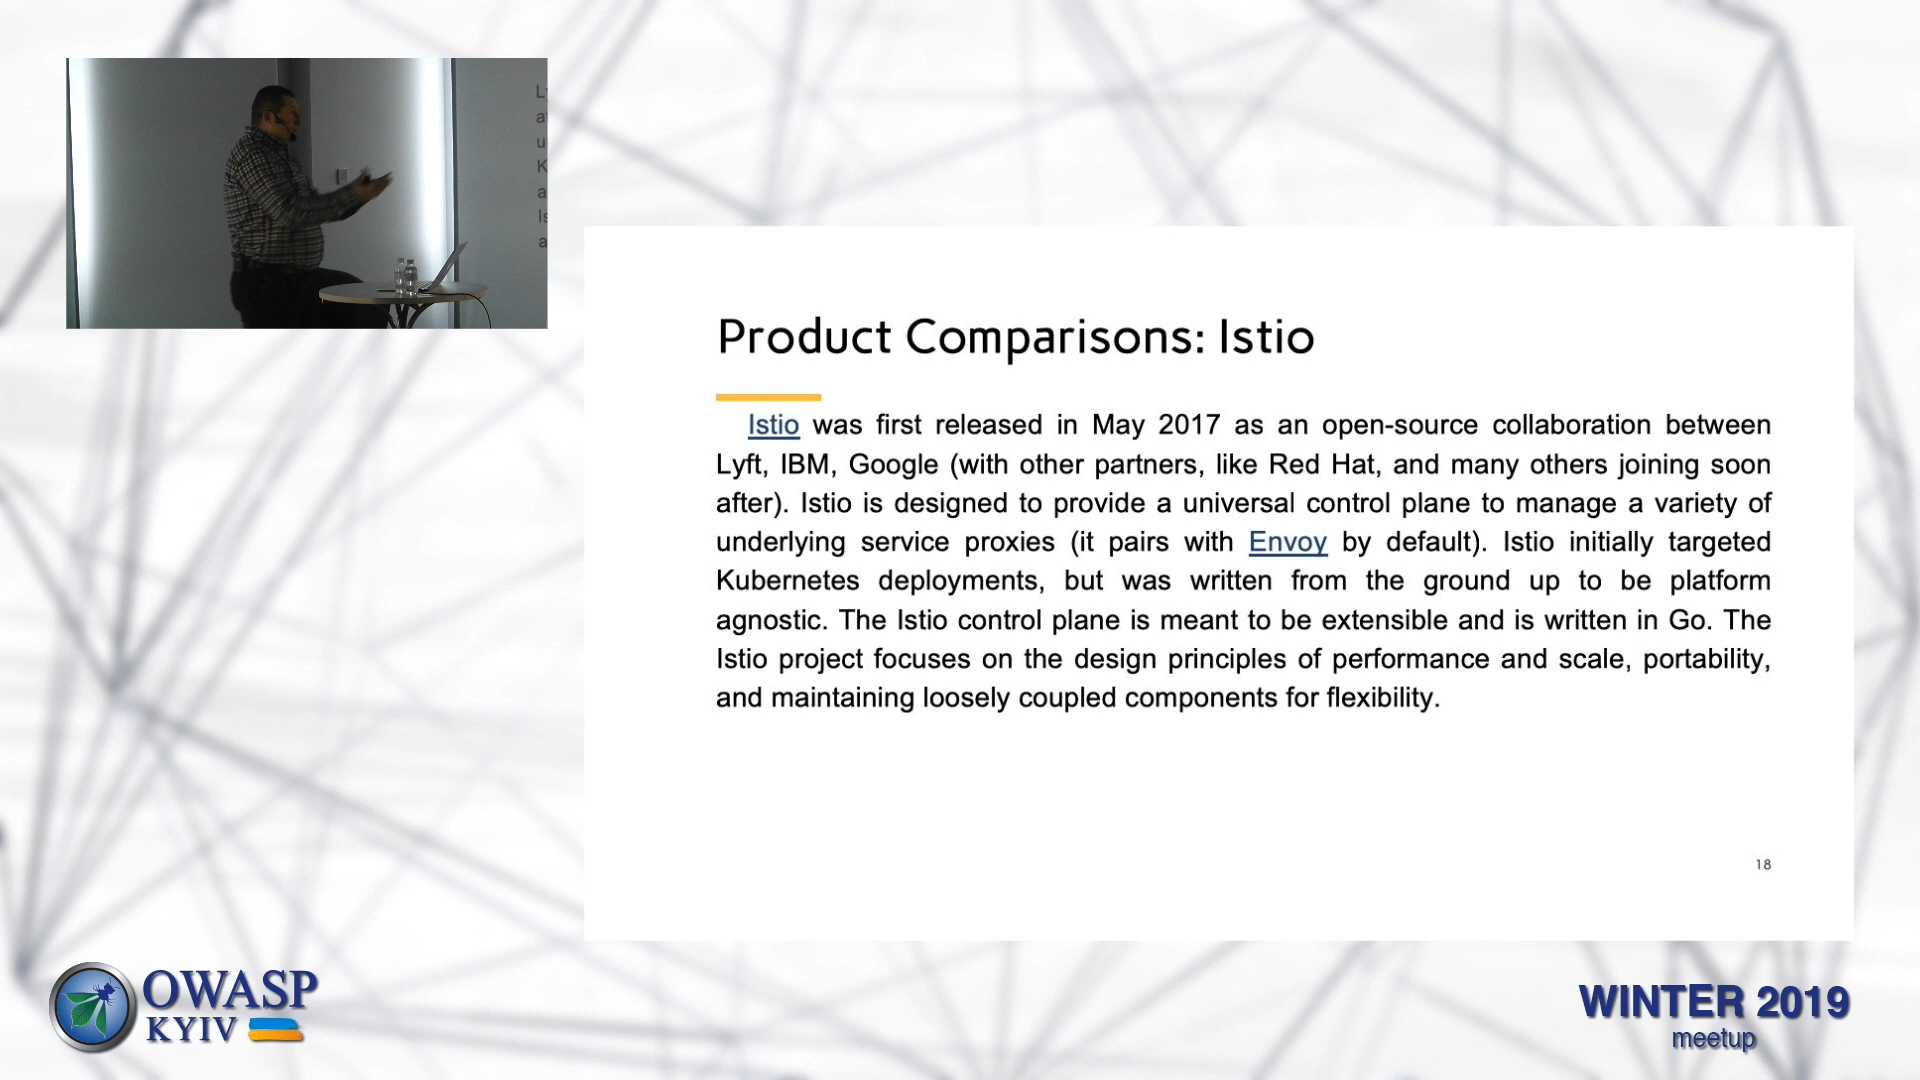 Product Comparisons: Istio
Istio was first released in May 2017 as an open-source collaboration between
Lyft, IBM, Google (with other partners, like Red Hat, and many others joining soon
after). Istio is designed to provide a universal control plane to manage a variety of
underlying service proxies (it pairs with Envoy by default). Istio initially targeted
Kubernetes deployments, but was written from the ground up to be platform
agnostic. The Istio control plane is meant to be extensible and is written in Go. The
Istio project focuses on the design principles of performance and scale, portability,
and maintaining loosely coupled components for flexibility.
18
OWASP
KYIV
WINTER 2019
meetup